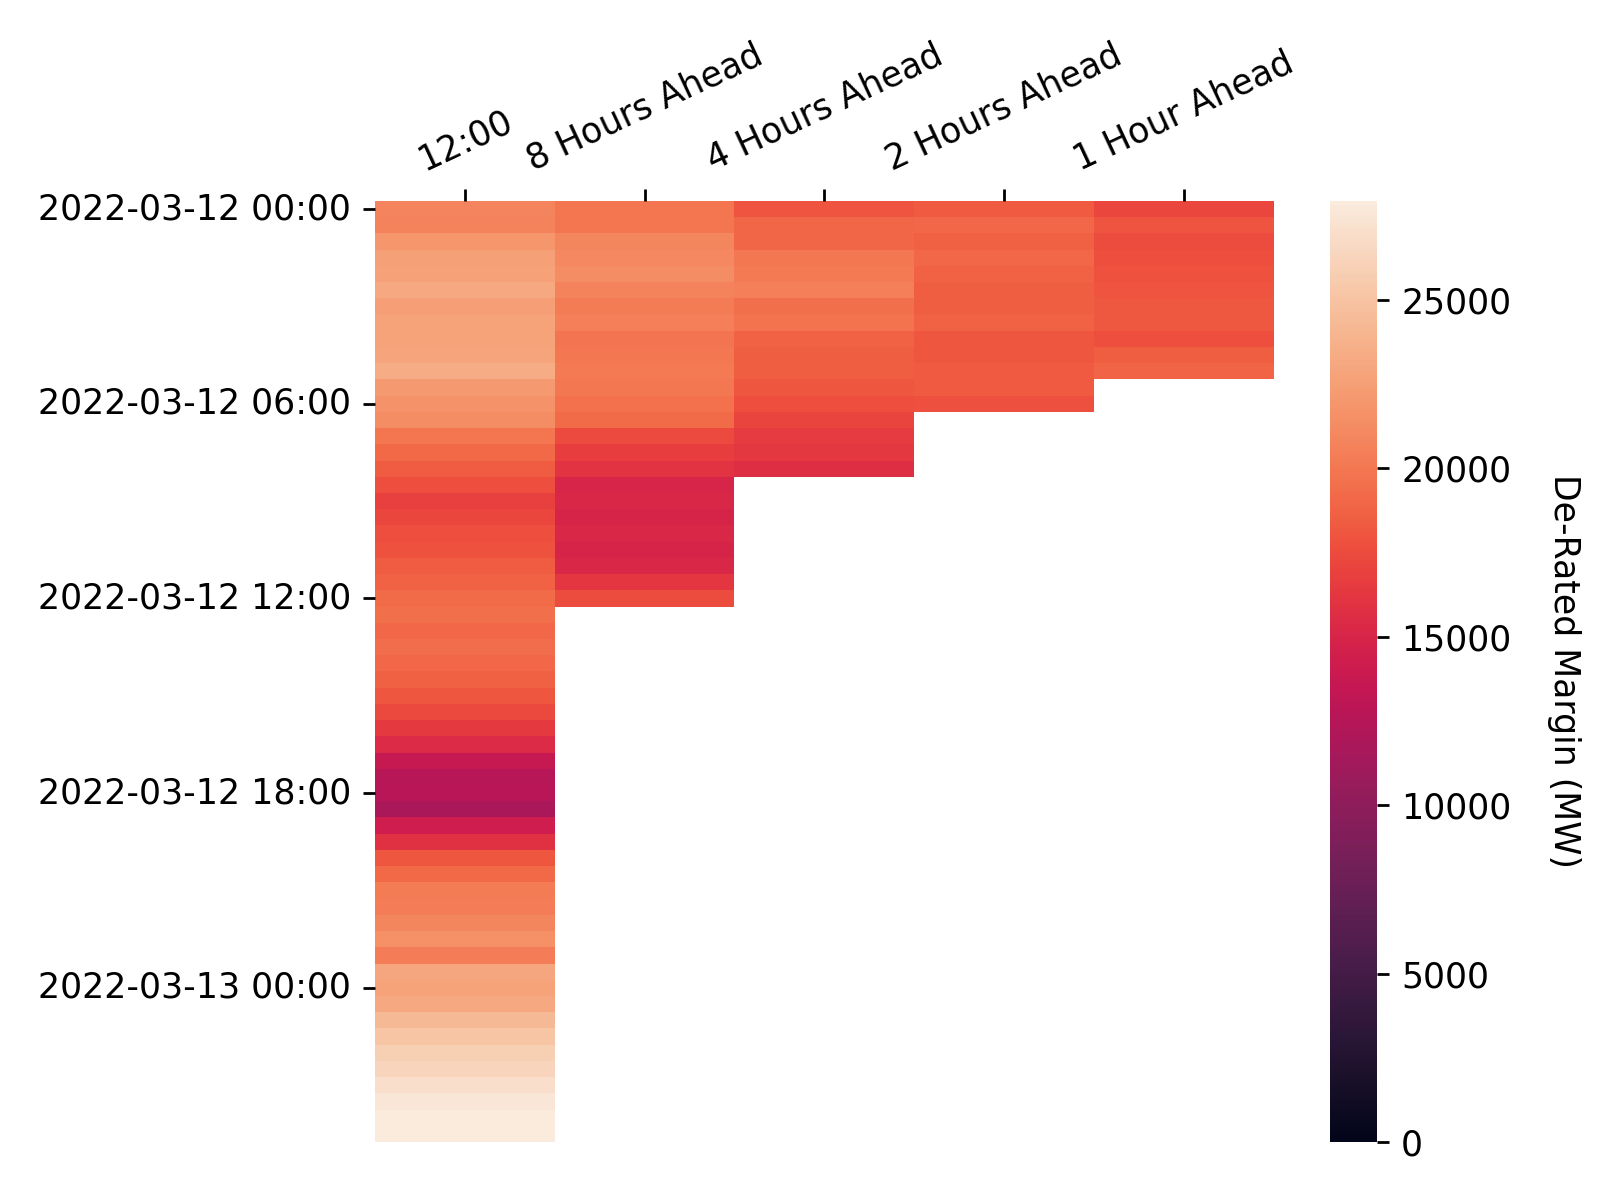 12:00
8 Hours Ahead
4 Hours Ahead
2 Hours Ahead
1 Hour Ahead
2022-03-12 00:00
2022-03-12 06:00
2022-03-12 12:00
2022-03-12 18:00
2022-03-13 00:00
25000
20000
15000
10000
5000
0
De-Rated Margin (MW)